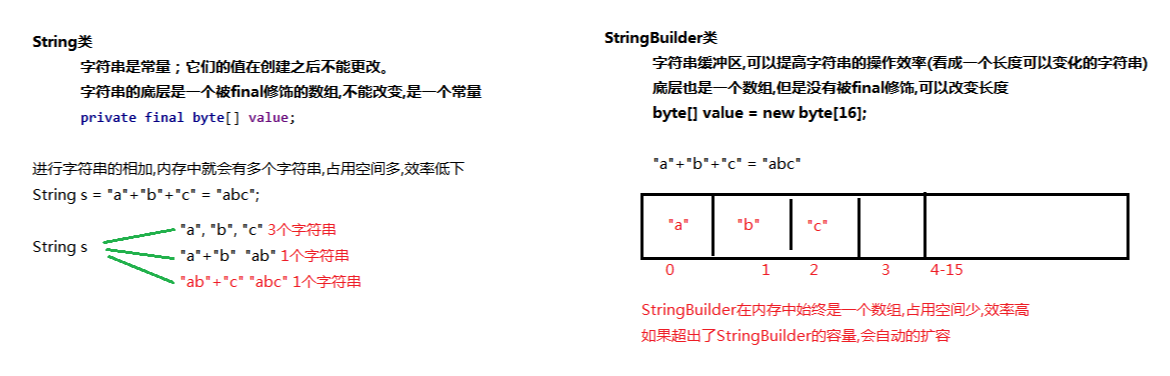 String类
字符串是常量；它们的值在创建之后不能更改。
字符串的底层是一个被final修饰的数组,不能改变,是一个常量
private final byte[] value;
进行字符串的相加,内存中就会有多个字符串,占用空间多,效率低下
String s = "a"+"b"+"c" = "abc";
String s
"a", "b", "c" 3个字符串
"a"+"b"  "ab" 1个字符串
"ab"+"c" "abc" 1个字符串
StringBuilder类
字符串缓冲区,可以提高字符串的操作效率(看成一个长度可以变化的字符串)
底层也是一个数组,但是没有被final修饰,可以改变长度
byte[] value = new byte[16];
"a"+"b"+"c" = "abc"
"a" "b" "c"
0 1 2 3 4-15
StringBuilder在内存中始终是一个数组,占用空间少,效率高
如果超出了StringBuilder的容量,会自动的扩容